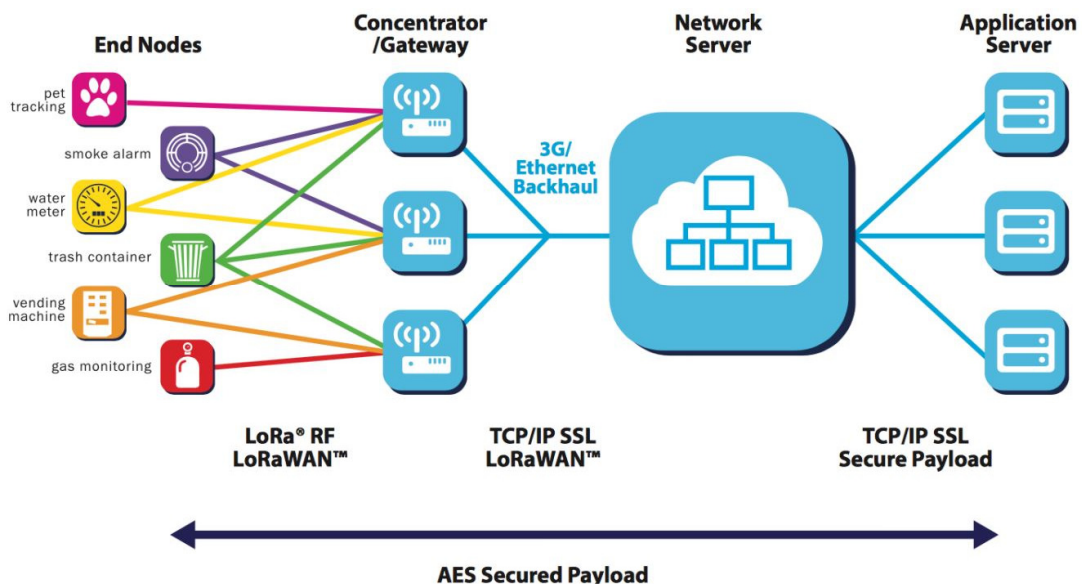 End Nodes
Concentrator
/Gateway
Network
Server
Application
Server
pet
tracking
smoke alarm
water
meter
trash container
vending
machine
gas monitoring
3G/
Ethernet
Backhaul
LoRa® RF
LoRaWAN™
TCP/IP SSL
LoRaWAN™
TCP/IP SSL
Secure Payload
AES Secured Payload